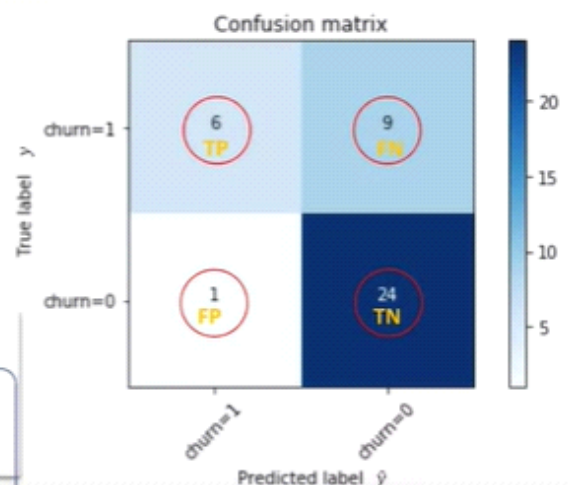 Confusion matrix
True label y
churn=1
6
TP
9
FN
churn=0
1
FP
24
TN
churn=1
churn=0
Predicted label ŷ
20
15
10
5